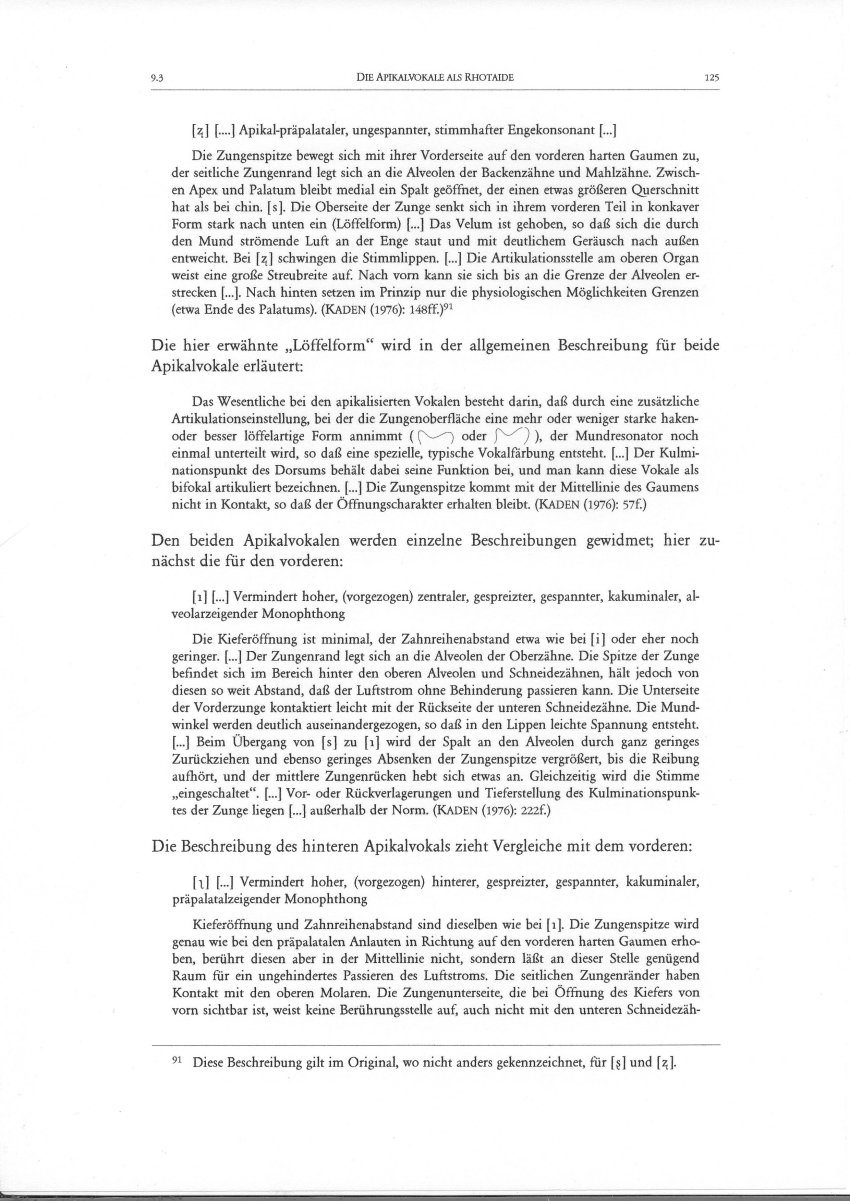 9.3 DIE APIKALVOKALE ALS RHOTAIDE 125
[ʐ] [....] Apikal-präpalataler, ungespannter, stimmhafter Engekonsonant [...]
Die Zungenspitze bewegt sich mit ihrer Vorderseite auf den vorderen harten Gaumen zu,
der seitliche Zungenrand legt sich an die Alveolen der Backenzähne und Mahlzähne. Zwisch-
en Apex und Palatum bleibt medial ein Spalt geöffnet, der einen etwas größeren Querschnitt
hat als bei chin. [s]. Die Oberseite der Zunge senkt sich in ihrem vorderen Teil in konkaver
Form stark nach unten ein (Löffelform) [...] Das Velum ist gehoben, so daß sich die durch
den Mund strömende Luft an der Enge staut und mit deutlichem Geräusch nach außen
entweicht. Bei [ʐ] schwingen die Stimmlippen. [...] Die Artikulationsstelle am oberen Organ
weist eine große Streubreite auf. Nach vorn kann sie sich bis an die Grenze der Alveolen er-
strecken [...]. Nach hinten setzen im Prinzip nur die physiologischen Möglichkeiten Grenzen
(etwa Ende des Palatums). (KADEN (1976): 148ff.)91
Die hier erwähnte „Löffelform“ wird in der allgemeinen Beschreibung für beide
Apikalvokale erläutert:
Das Wesentliche bei den apikalisierten Vokalen besteht darin, daß durch eine zusätzliche
Artikulationseinstellung, bei der die Zungenoberfläche eine mehr oder weniger starke haken-
oder besser löffelartige Form annimmt ( oder ), der Mundresonator noch
einmal unterteilt wird, so daß eine spezielle, typische Vokalfärbung entsteht. [...] Der Kulmi-
nationspunkt des Dorsums behält dabei seine Funktion bei, und man kann diese Vokale als
bifokal artikuliert bezeichnen. [...] Die Zungenspitze kommt mit der Mittellinie des Gaumens
nicht in Kontakt, so daß der Öffnungscharakter erhalten bleibt. (KADEN (1976): 57f.)
Den beiden Apikalvokalen werden einzelne Beschreibungen gewidmet; hier zu-
nächst die für den vorderen:
[ɿ] [...] Vermindert hoher, (vorgezogen) zentraler, gespreizter, gespannter, kakuminaler, al-
veolarzeigender Monophthong
Die Kieferöffnung ist minimal, der Zahnreihenabstand etwa wie bei [i] oder eher noch
geringer. [...] Der Zungenrand legt sich an die Alveolen der Oberzähne. Die Spitze der Zunge
befindet sich im Bereich hinter den oberen Alveolen und Schneidezähnen, hält jedoch von
diesen so weit Abstand, daß der Luftstrom ohne Behinderung passieren kann. Die Unterseite
der Vorderzunge kontaktiert leicht mit der Rückseite der unteren Schneidezähne. Die Mund-
winkel werden deutlich auseinandergezogen, so daß in den Lippen leichte Spannung entsteht.
[...] Beim Übergang von [s] zu [ɿ] wird der Spalt an den Alveolen durch ganz geringes
Zurückziehen und ebenso geringes Absenken der Zungenspitze vergrößert, bis die Reibung
aufhört, und der mittlere Zungenrücken hebt sich etwas an. Gleichzeitig wird die Stimme
„eingeschaltet“. [...] Vor- oder Rückverlagerungen und Tieferstellung des Kulminationspunk-
tes der Zunge liegen [...] außerhalb der Norm. (KADEN (1976): 222f.)
Die Beschreibung des hinteren Apikalvokals zieht Vergleiche mit dem vorderen:
[ʅ] [...] Vermindert hoher, (vorgezogen) hinterer, gespreizter, gespannter, kakuminaler,
präpalatalzeigender Monophthong
Kieferöffnung und Zahnreihenabstand sind dieselben wie bei [ɿ]. Die Zungenspitze wird
genau wie bei den präpalatalen Anlauten in Richtung auf den vorderen harten Gaumen erho-
ben, berührt diesen aber in der Mittellinie nicht, sondern läßt an dieser Stelle genügend
Raum für ein ungehindertes Passieren des Luftstroms. Die seitlichen Zungenränder haben
Kontakt mit den oberen Molaren. Die Zungenunterseite, die bei Öffnung des Kiefers von
vorn sichtbar ist, weist keine Berührungsstelle auf, auch nicht mit den unteren Schneidezäh-
91 Diese Beschreibung gilt im Original, wo nicht anders gekennzeichnet, für [ʂ] und [ʐ].